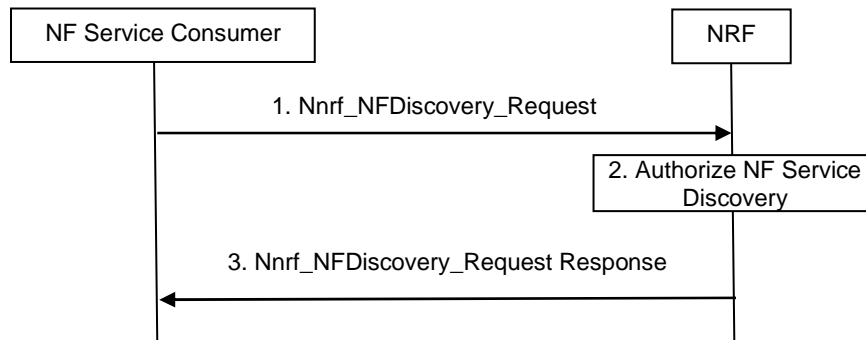 NF Service Consumer
NRF
1. Nnrf_NFDiscovery_Request
2. Authorize NF Service
Discovery
3. Nnrf_NFDiscovery_Request Response